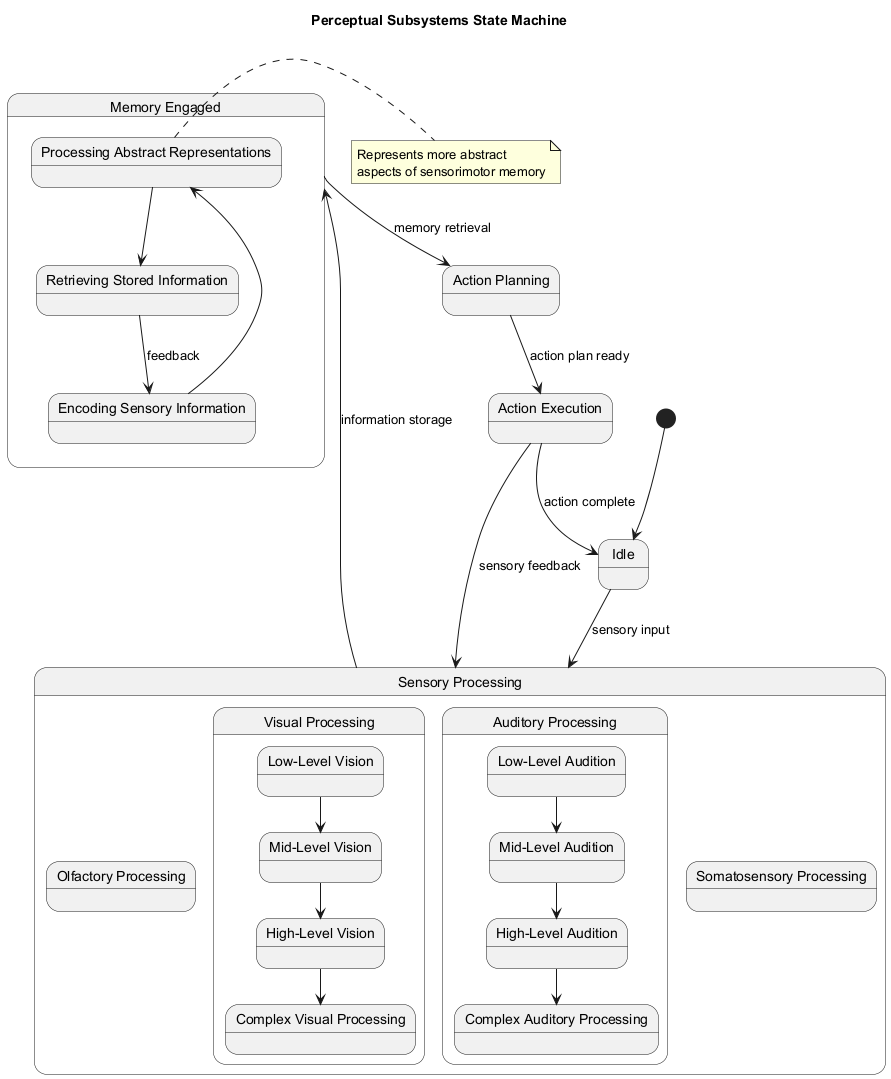 Perceptual Subsystems State Machine
Memory Engaged
Processing Abstract Representations
Represents more abstract
aspects of sensorimotor memory
memory retrieval
Retrieving Stored Information
Action Planning
feedback
action plan ready
Encoding Sensory Information
Action Execution
information storage
action complete
Idle
sensory feedback
sensory input
Sensory Processing
Visual Processing
Auditory Processing
Low-Level Vision
Low-Level Audition
Mid-Level Vision
Mid-Level Audition
Olfactory Processing
Somatosensory Processing
High-Level Vision
High-Level Audition
Complex Visual Processing
Complex Auditory Processing